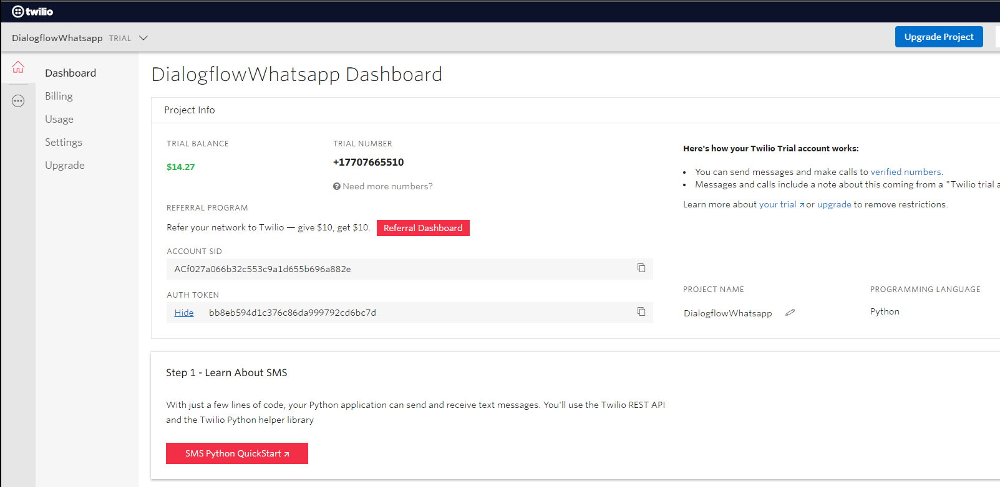 twilio
DialogflowWhatsapp TRIAL
Upgrade Project
Dashboard
Billing
Usage
Settings
Upgrade
DialogflowWhatsapp Dashboard
Project Info
TRIAL BALANCE
$14.27
TRIAL NUMBER
+17707665510
Need more numbers?
REFERRAL PROGRAM
Refer your network to Twilio — give $10, get $10. Referral Dashboard
ACCOUNT SID
ACf027a066b32c553c9a1d655b696a882e
AUTH TOKEN
Hide bb8eb594d1c376c86da999792cd6bc7d
Here's how your Twilio Trial account works:
• You can send messages and make calls to verified numbers.
• Messages and calls include a note about this coming from a "Twilio trial
Learn more about your trial or upgrade to remove restrictions.
PROJECT NAME
DialogflowWhatsapp
PROGRAMMING LANGUAGE
Python
Step 1 - Learn About SMS
With just a few lines of code, your Python application can send and receive text messages. You'll use the Twilio REST API
and the Twilio Python helper library
SMS Python QuickStart